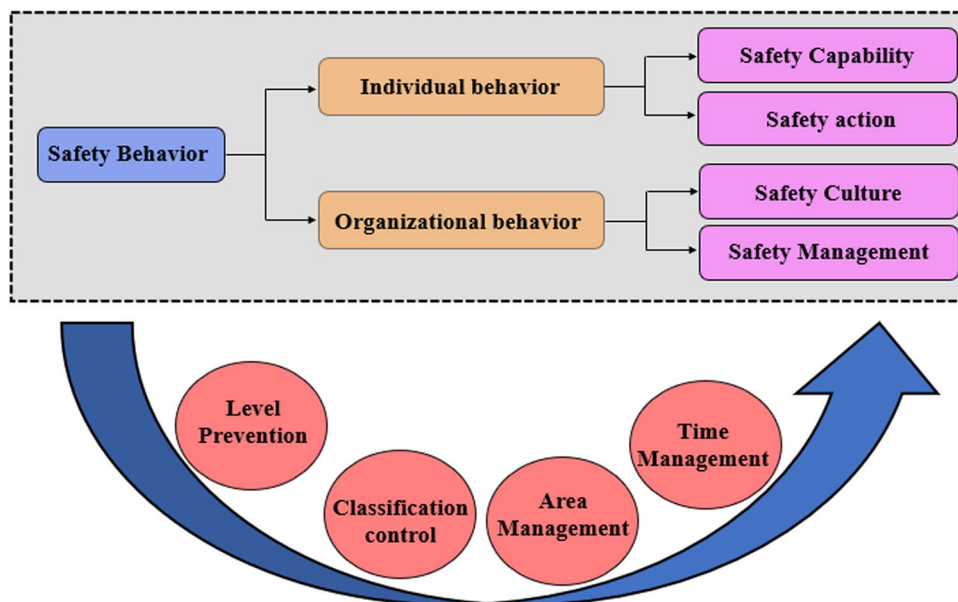 Safety Behavior
Individual behavior
Organizational behavior
Safety Capability
Safety action
Safety Culture
Safety Management
Level
Prevention
Classification
control
Area
Management
Time
Management